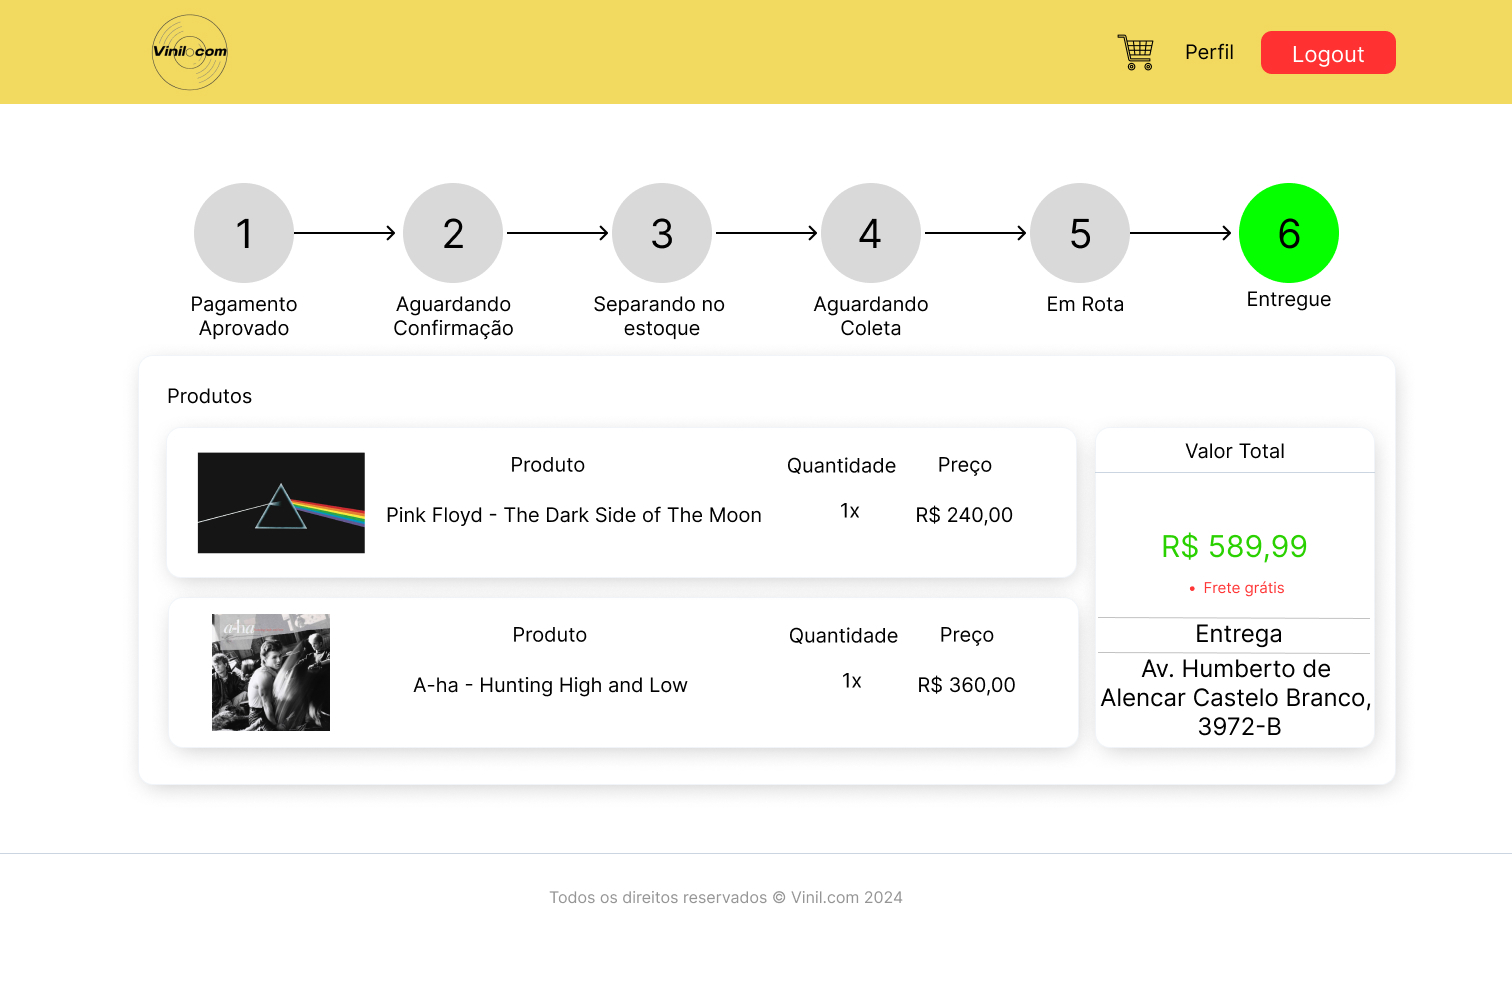 Vinil.com
Perfil
Logout
1
2
3
4
5
6
Pagamento
Aprovado
Aguardando
Confirmação
Separando no
estoque
Aguardando
Coleta
Em Rota
Entregue
Produtos
Produto
Quantidade
Preço
Pink Floyd - The Dark Side of The Moon
1x
R$ 240,00
a-ha
Produto
Quantidade
Preço
A-ha - Hunting High and Low
1x
R$ 360,00
Valor Total
R$ 589,99
• Frete grátis
Entrega
Av. Humberto de
Alencar Castelo Branco,
3972-B
Todos os direitos reservados © Vinil.com 2024